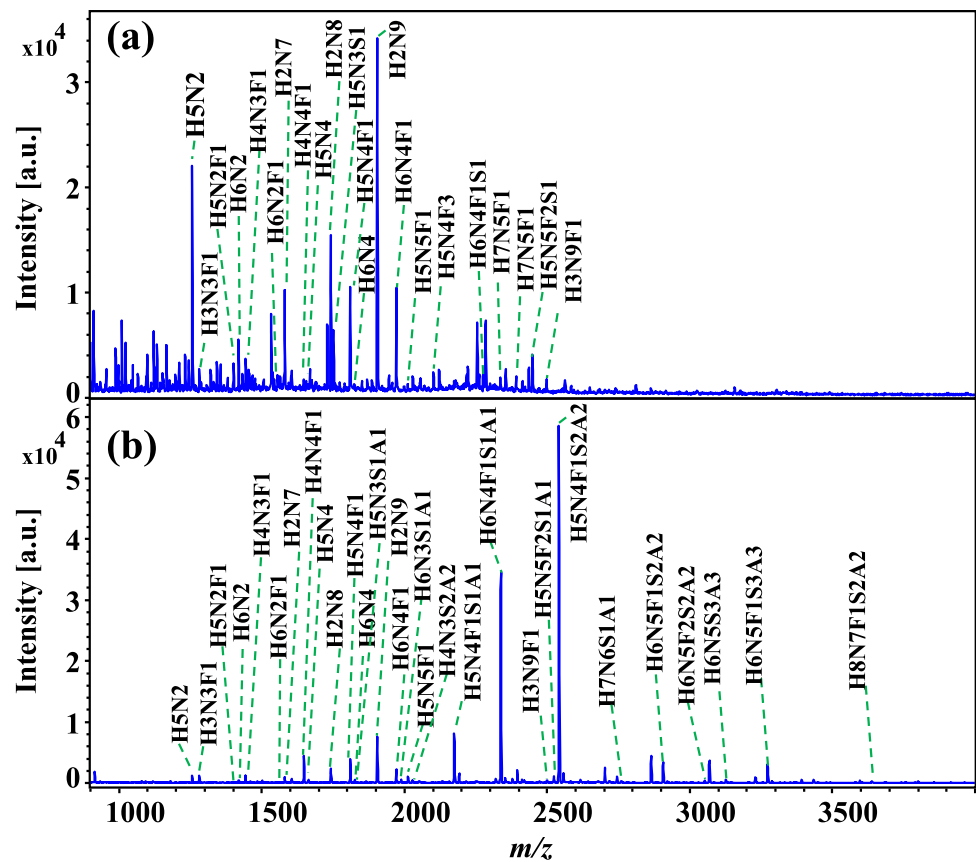 (a)
x10⁴
Intensity [a.u.]
3
2
1
0
H5N2
H3N3F1
H5N2F1
H6N2
H4N3F1
H6N2F1
H2N7
H4N4F1
H5N4
H2N8
H5N3S1
H5N4F1
H6N4
H2N9
H6N4F1
H5N5F1
H5N4F3
H6N4F1S1
H7N5F1
H7N5F1
H5N5F2S1
H3N9F1
(b)
x10⁴
Intensity [a.u.]
6
5
4
3
2
1
0
H5N2
H3N3F1
H5N2F1
H6N2
H4N3F1
H6N2F1
H2N7
H4N4F1
H5N4
H2N8
H5N4F1
H6N4
H5N3S1A1
H2N9
H6N4F1
H6N3S1A1
H5N5F1
H4N3S2A2
H5N4F1S1A1
H6N4F1S1A1
H3N9F1
H5N5F2S1A1
H5N4F1S2A2
H7N6S1A1
H6N5F1S2A2
H6N5F2S2A2
H6N5S3A3
H6N5F1S3A3
H8N7F1S2A2
1000 1500 2000 2500 3000 3500
m/z